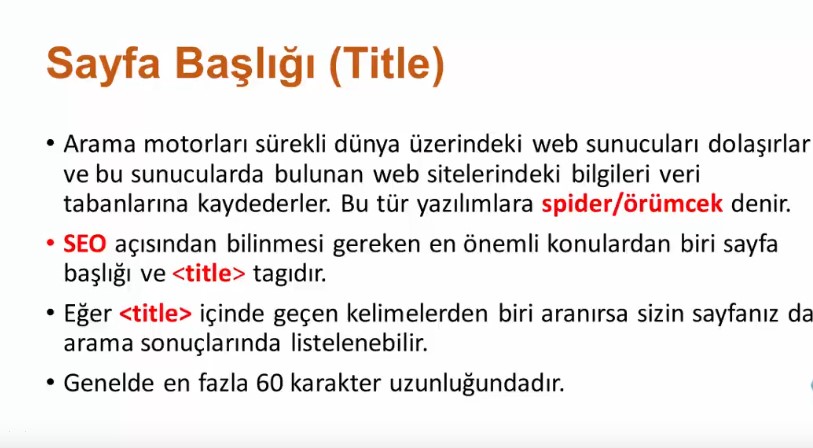 Sayfa Başlığı (Title)
• Arama motorları sürekli dünya üzerindeki web sunucuları dolaşırlar
ve bu sunucularda bulunan web sitelerindeki bilgileri veri
tabanlarına kaydederler. Bu tür yazılımlara spider/örümcek denir.
• SEO açısından bilinmesi gereken en önemli konulardan biri sayfa
başlığı ve <title> tagıdır.
• Eğer <title> içinde geçen kelimelerden biri aranırsa sizin sayfanız da
arama sonuçlarında listelenebilir.
• Genelde en fazla 60 karakter uzunluğundadır.